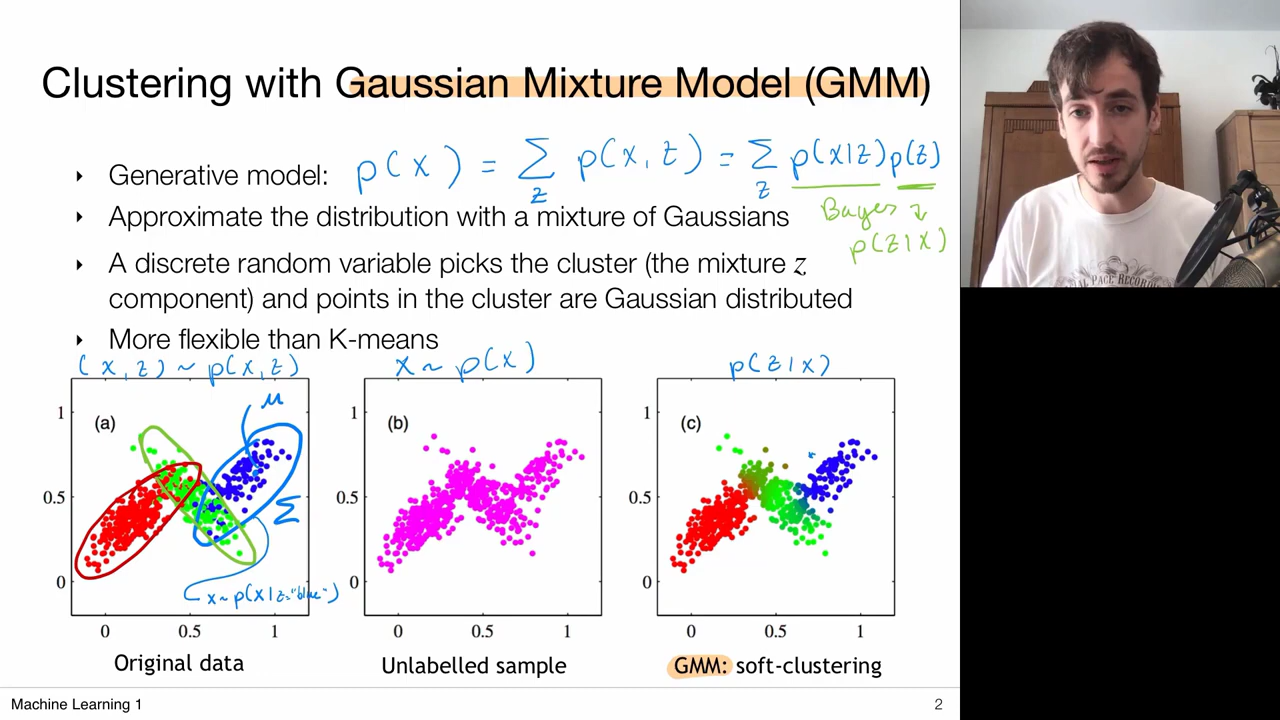 Clustering with Gaussian Mixture Model (GMM)
‣ Generative model: p(x) = ∑_z p(x, z) = ∑_z p(x|z)p(z)
‣ Approximate the distribution with a mixture of Gaussians
Bayes ↴
p(z|x)
‣ A discrete random variable picks the cluster (the mixture z
component) and points in the cluster are Gaussian distributed
‣ More flexible than K-means
(x, z) ~ p(x, z)
x ~ p(x)
p(z|x)
(a)
μ
Σ
x~p(x|z="blue")
1
0.5
0
0 0.5 1
Original data
(b)
1
0.5
0
0 0.5 1
Unlabelled sample
(c)
1
0.5
0
0 0.5 1
GMM: soft-clustering
Machine Learning 1
2